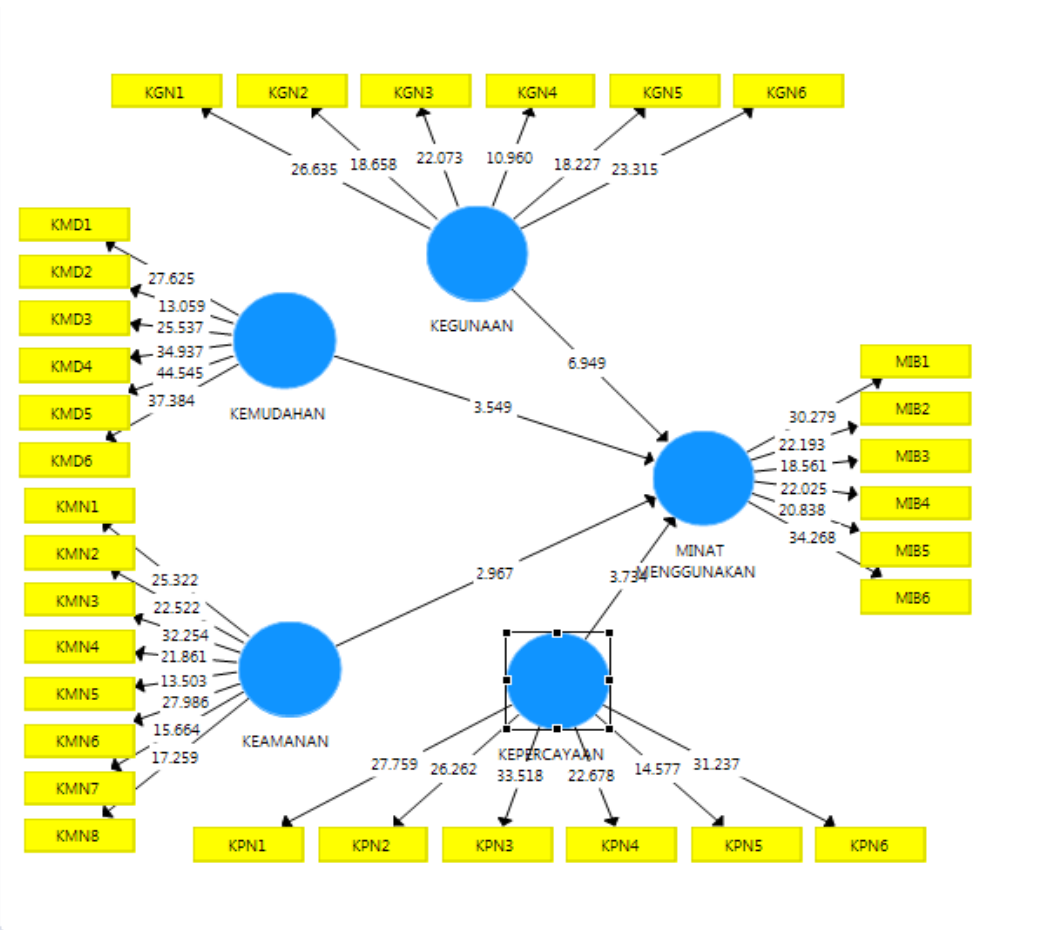 KGN1 KGN2 KGN3 KGN4 KGN5 KGN6
26.635 18.658 22.073 10.960 18.227 23.315
KEGUNAAN
KMD1
KMD2
KMD3
KMD4
KMD5
KMD6
27.625
13.059
25.537
34.937
44.545
37.384
KEMUDAHAN
6.949
3.549
2.967
3.734
KMN1
KMN2
KMN3
KMN4
KMN5
KMN6
KMN7
KMN8
25.322
22.522
32.254
21.861
13.503
27.986
15.664
17.259
KEAMANAN
MINAT
MENGGUNAKAN
30.279
22.193
18.561
22.025
20.838
34.268
MIB1
MIB2
MIB3
MIB4
MIB5
MIB6
KEPERCAYAAN
27.759 26.262 33.518 22.678 14.577 31.237
KPN1 KPN2 KPN3 KPN4 KPN5 KPN6